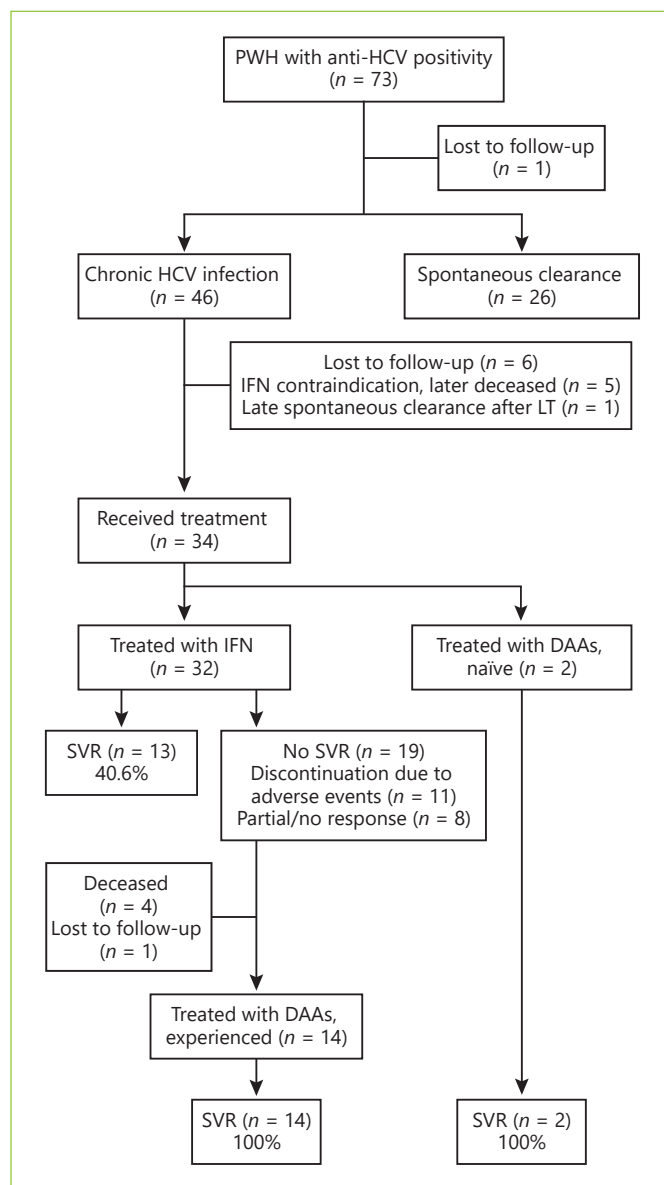 PWH with anti-HCV positivity
(n = 73)
Lost to follow-up
(n = 1)
Chronic HCV infection
(n = 46)
Spontaneous clearance
(n = 26)
Lost to follow-up (n = 6)
IFN contraindication, later deceased (n = 5)
Late spontaneous clearance after LT (n = 1)
Received treatment
(n = 34)
Treated with IFN
(n = 32)
Treated with DAAs,
naïve (n = 2)
SVR (n = 13)
40.6%
No SVR (n = 19)
Discontinuation due to
adverse events (n = 11)
Partial/no response (n = 8)
Deceased
(n = 4)
Lost to follow-up
(n = 1)
Treated with DAAs,
experienced (n = 14)
SVR (n = 14)
100%
SVR (n = 2)
100%